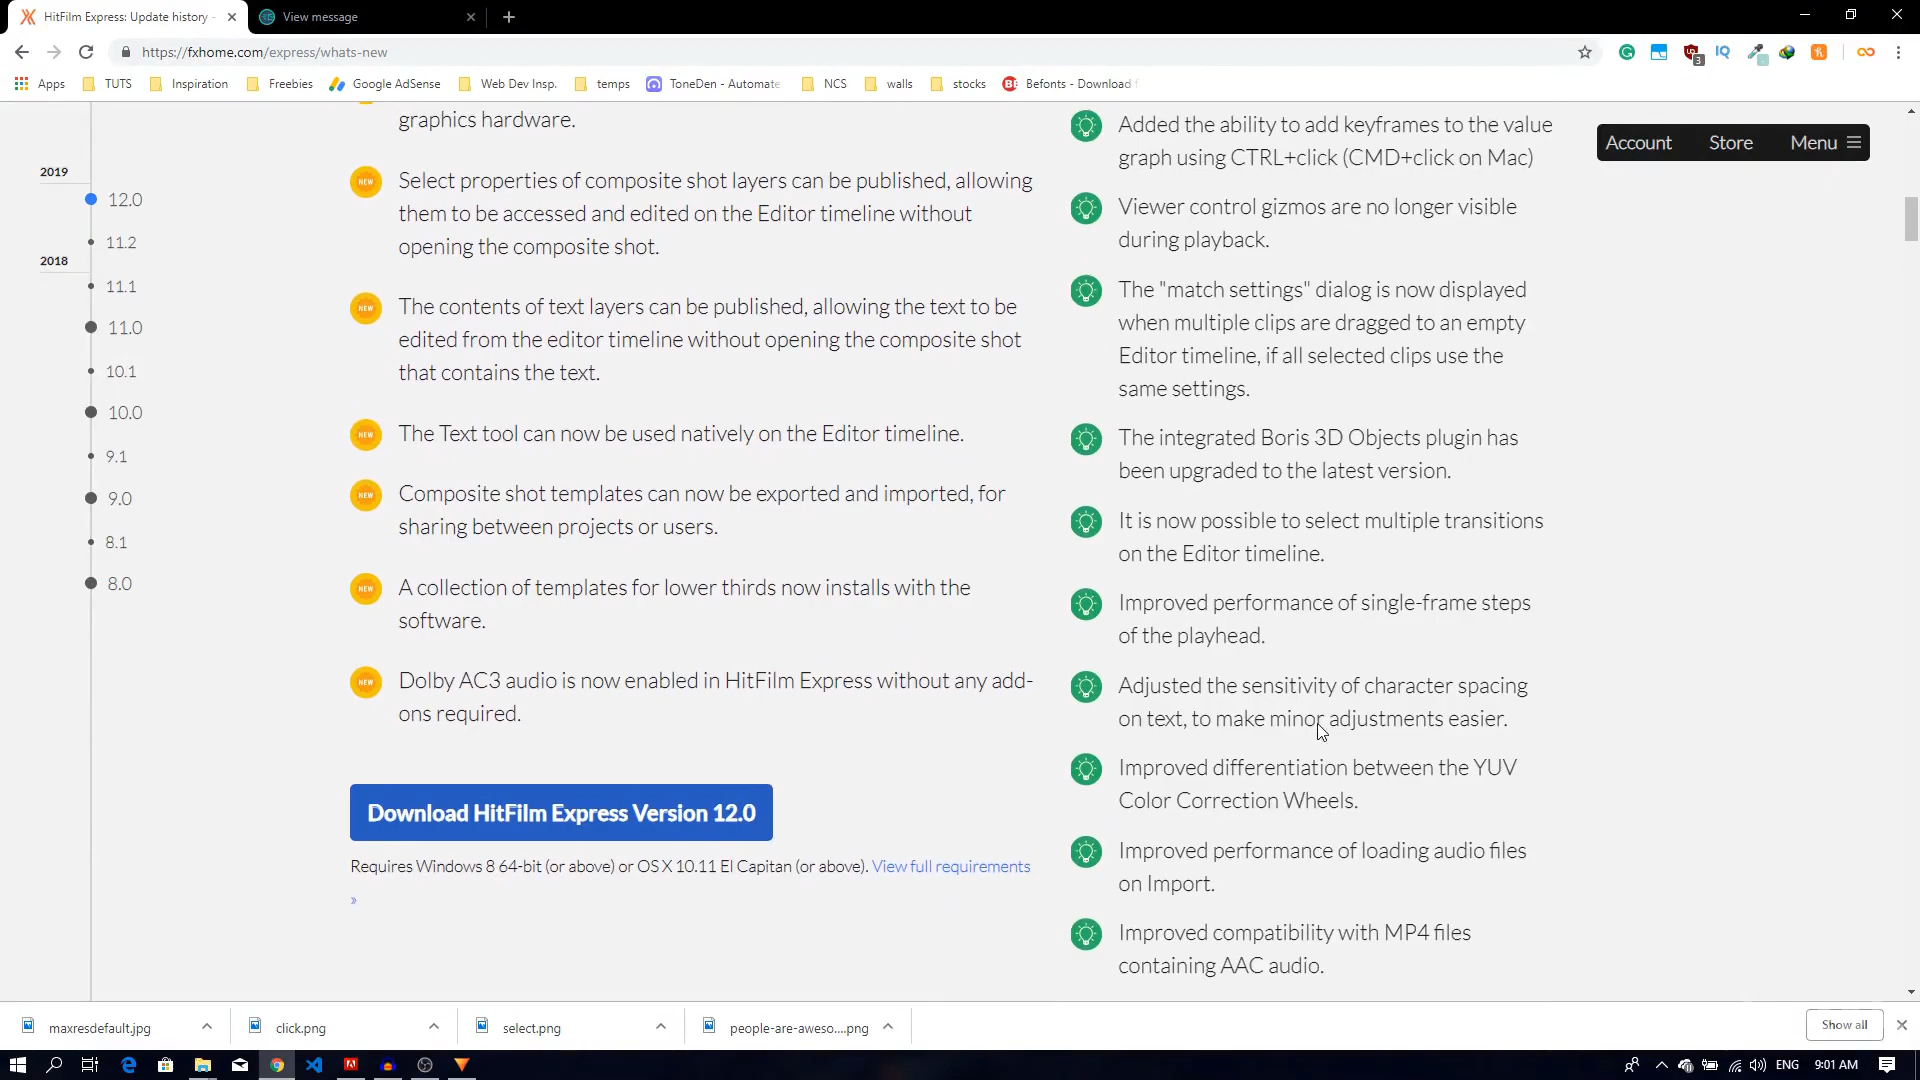 HitFilm Express: Update history -
View message
https://fxhome.com/express/whats-new
3
Apps
TUTS
Inspiration
Freebies
Google AdSense
Web Dev Insp.
temps
ToneDen - Automate
NCS
walls
stocks
Befonts - Download f
Account
Store
Menu
2019
12.0
11.2
2018
11.1
11.0
10.1
10.0
9.1
9.0
8.1
8.0
graphics hardware.
NEW
Select properties of composite shot layers can be published, allowing
them to be accessed and edited on the Editor timeline without
opening the composite shot.
NEW
The contents of text layers can be published, allowing the text to be
edited from the editor timeline without opening the composite shot
that contains the text.
NEW
The Text tool can now be used natively on the Editor timeline.
NEW
Composite shot templates can now be exported and imported, for
sharing between projects or users.
NEW
A collection of templates for lower thirds now installs with the
software.
NEW
Dolby AC3 audio is now enabled in HitFilm Express without any add-
ons required.
Download HitFilm Express Version 12.0
Requires Windows 8 64-bit (or above) or OS X 10.11 El Capitan (or above). View full requirements
»
Added the ability to add keyframes to the value
graph using CTRL+click (CMD+click on Mac)
Viewer control gizmos are no longer visible
during playback.
The "match settings" dialog is now displayed
when multiple clips are dragged to an empty
Editor timeline, if all selected clips use the
same settings.
The integrated Boris 3D Objects plugin has
been upgraded to the latest version.
It is now possible to select multiple transitions
on the Editor timeline.
Improved performance of single-frame steps
of the playhead.
Adjusted the sensitivity of character spacing
on text, to make minor adjustments easier.
Improved differentiation between the YUV
Color Correction Wheels.
Improved performance of loading audio files
on Import.
Improved compatibility with MP4 files
containing AAC audio.
maxresdefault.jpg
click.png
select.png
people-are-aweso....png
Show all
ENG
9:01 AM